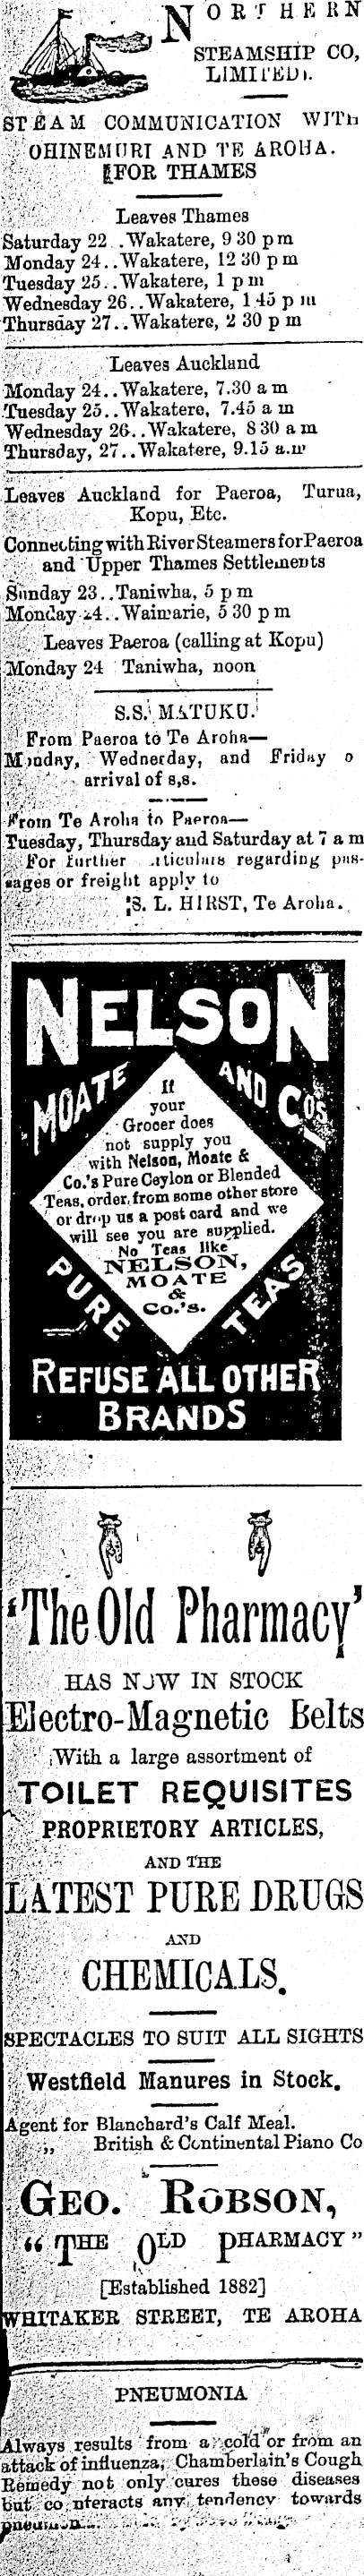 NORTHERN
STEAMSHIP CO,
LIMITED).
STEAM COMMUNICATION WITH
OHINEMURI AND TE AROHA.
FOR THAMES
Leaves Thames
Saturday 22 . Wakatere, 9 30 p m
Monday 24. . Wakatere, 12 30 p m
Tuesday 25. . Wakatere, 1 p m
Wednesday 26. . Wakatere, 1 45 p m
Thursday 27. . Wakatere, 2 30 p m
Leaves Auckland
Monday 24. . Wakatere, 7.30 a m
Tuesday 25. . Wakatere, 7.45 a m
Wednesday 26. . Wakatere, 8 30 a m
Thursday, 27. . Wakatere, 9.15 a.m
Leaves Auckland for Paeroa, Turua,
Kopu, Etc.
Connecting with River Steamers for Paeroa
and Upper Thames Settlements
Sunday 23. . Taniwha, 5 p m
Monday 24. . Waimarie, 5 30 p m
Leaves Paeroa (calling at Kopu)
Monday 24 Taniwha, noon
S.S. MATUKU.
From Paeroa to Te Aroha—
Monday, Wednesday, and Friday o
arrival of s,s.
From Te Aroha to Paeroa—
Tuesday, Thursday and Saturday at 7 a m
For further regarding pas-
sages or freight apply to
S. L. HIRST, Te Aroha.
NELSON
MOATE AND Cos.
If
your
Grocer does
not supply you
with Nelson, Moate &
Co.'s Pure Ceylon or Blended
Teas, order from some other store
or drop us a post card and we
will see you are supplied.
No Teas like
NELSON,
MOATE
&
Co.'s.
PURE TEAS
REFUSE ALL OTHER
BRANDS
'The Old Pharmacy'
HAS NOW IN STOCK
Electro-Magnetic Belts
With a large assortment of
TOILET REQUISITES
PROPRIETORY ARTICLES,
AND THE
LATEST PURE DRUGS
AND
CHEMICALS.
SPECTACLES TO SUIT ALL SIGHTS
Westfield Manures in Stock.
Agent for Blanchard's Calf Meal.
,, British & Continental Piano Co
GEO. ROBSON,
"THE OLD PHARMACY"
[Established 1882]
WHITAKER STREET, TE AROHA
PNEUMONIA
Always results from a cold or from an
attack of influenza, Chamberlain's Cough
Remedy not only cures these diseases
but co nteracts any tendency towards